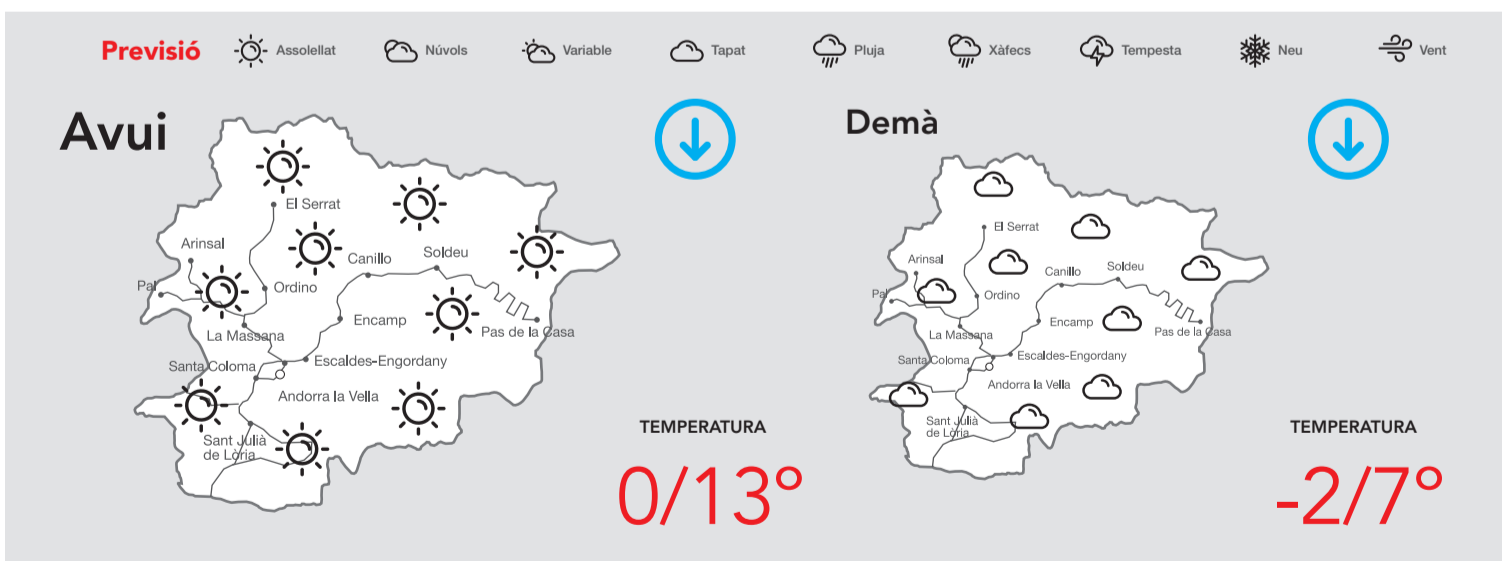 Previsió
Assolellat
Núvols
Variable
Tapat
Pluja
Xàfecs
Tempesta
Neu
Vent
Avui
El Serrat
Arinsal
Canillo
Soldeu
Pal
Ordino
Encamp
La Massana
Pas de la Casa
Santa Coloma
Escaldes-Engordany
Andorra la Vella
Sant Julià
de Lòria
TEMPERATURA
0/13°
Demà
El Serrat
Arinsal
Canillo
Soldeu
Pal
Ordino
Encamp
La Massana
Pas de la Casa
Santa Coloma
Escaldes-Engordany
Andorra la Vella
Sant Julià
de Lòria
TEMPERATURA
-2/7°